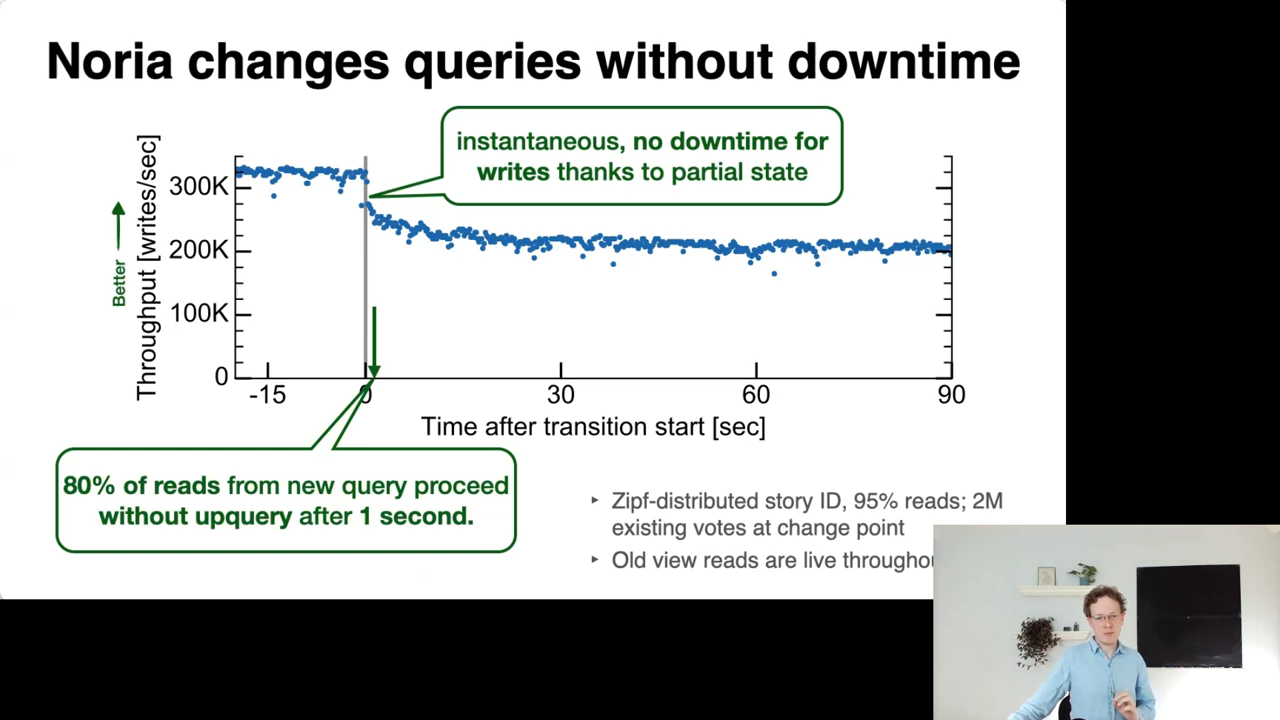 Noria changes queries without downtime
instantaneous, no downtime for
writes thanks to partial state
Better
Throughput [writes/sec]
300K
200K
100K
0
-15
0
30
60
90
Time after transition start [sec]
80% of reads from new query proceed
without upquery after 1 second.
‣ Zipf-distributed story ID, 95% reads; 2M
existing votes at change point
‣ Old view reads are live